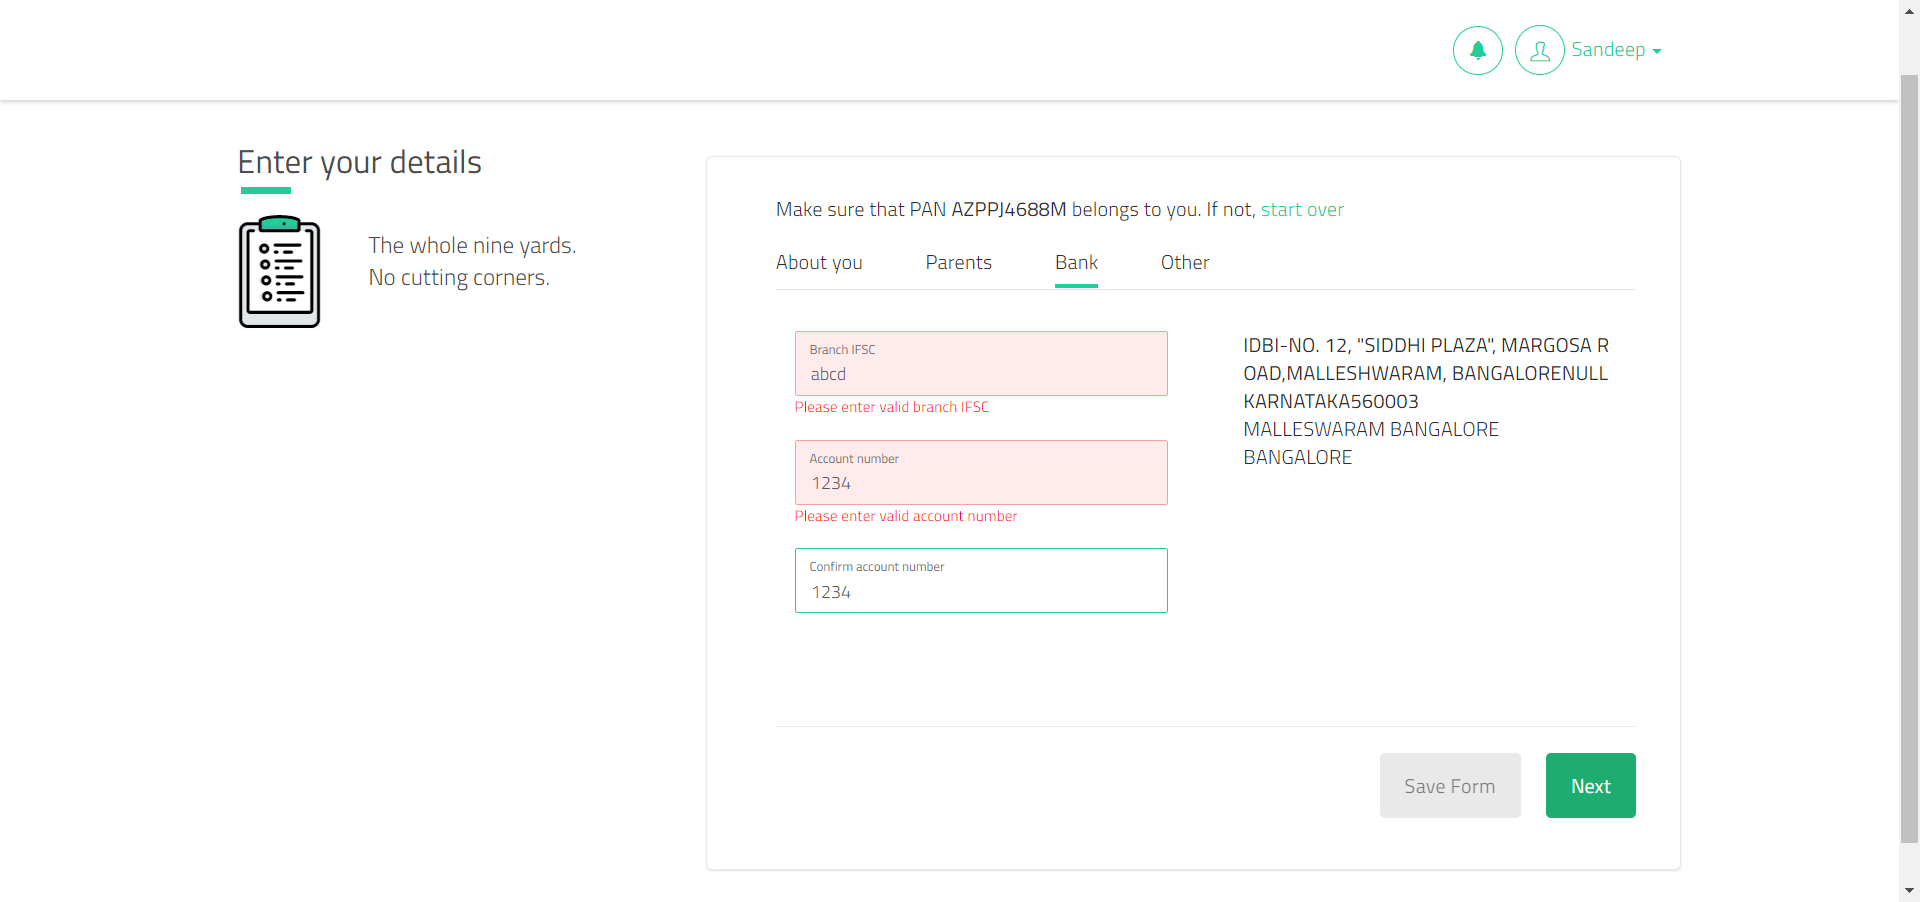 Sandeep
Enter your details
The whole nine yards.
No cutting corners.
Make sure that PAN AZPPJ4688M belongs to you. If not, start over
About you
Parents
Bank
Other
Branch IFSC
abcd
Please enter valid branch IFSC
Account number
1234
Please enter valid account number
Confirm account number
1234
IDBI-NO. 12, "SIDDHI PLAZA", MARGOSA R
OAD,MALLESHWARAM, BANGALORENULL
KARNATAKA560003
MALLESWARAM BANGALORE
BANGALORE
Save Form
Next